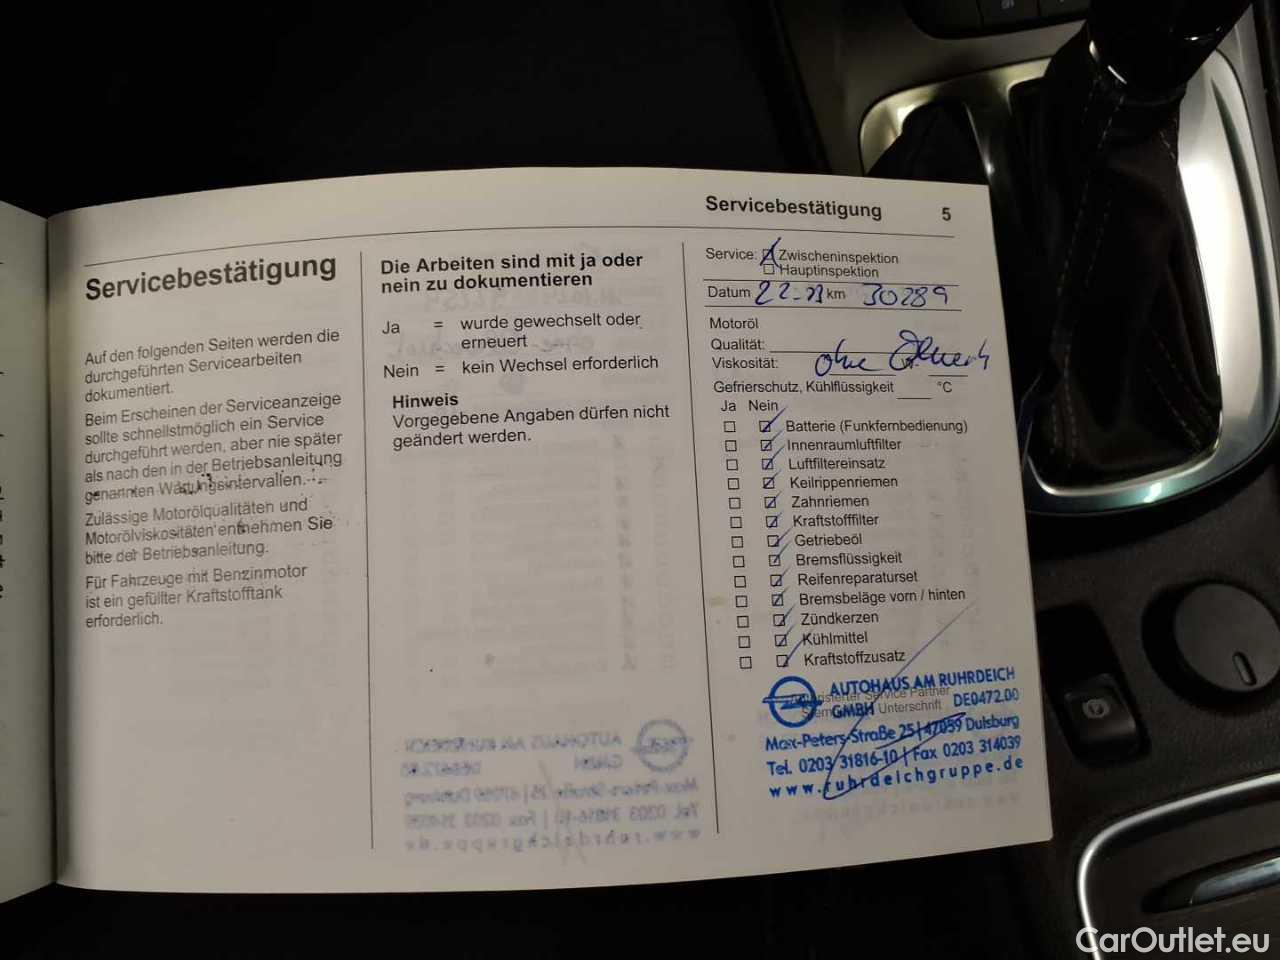 Servicebestätigung 5
Servicebestätigung
Auf den folgenden Seiten werden die
durchgeführten Servicearbeiten
dokumentiert.
Beim Erscheinen der Serviceanzeige
sollte schnellstmöglich ein Service
durchgeführt werden, aber nie später
als nach den in der Betriebsanleitung
genannten Wartungsintervallen.
Zulässige Motorölqualitäten und
Motorölviskositäten entnehmen Sie
bitte der Betriebsanleitung.
Für Fahrzeuge mit Benzinmotor
ist ein gefüllter Kraftstofftank
erforderlich.
Die Arbeiten sind mit ja oder
nein zu dokumentieren
Ja = wurde gewechselt oder
erneuert
Nein = kein Wechsel erforderlich
Hinweis
Vorgegebene Angaben dürfen nicht
geändert werden.
Service: Zwischeninspektion
Hauptinspektion
Datum km 30289
Motoröl
Qualität:
Viskosität: ohne
Gefrierschutz, Kühlflüssigkeit °C
Ja Nein
Batterie (Funkfernbedienung)
Innenraumluftfilter
Luftfiltereinsatz
Keilrippenriemen
Zahnriemen
Kraftstofffilter
Getriebeöl
Bremsflüssigkeit
Reifenreparaturset
Bremsbeläge vorn / hinten
Zündkerzen
Kühlmittel
Kraftstoffzusatz
AUTOHAUS AM RUHRDEICH
Service Partner
GMBH Unterschrift DE0472.00
Max-Peters-Straße 25 | 47059 Duisburg
Tel. 0203 31816-10 | Fax 0203 314039
www.ruhrdeichgruppe.de
CarOutlet.eu